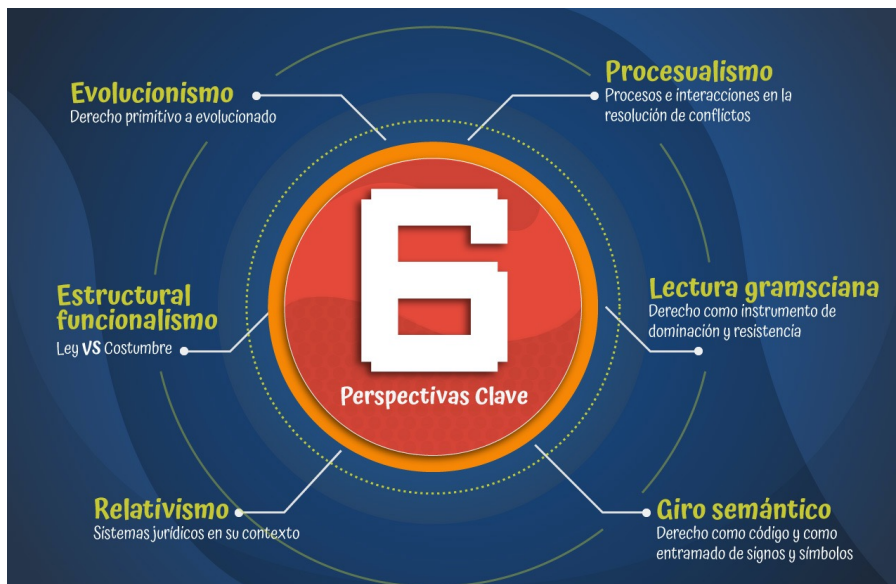 Evolucionismo
Derecho primitivo a evolucionado
Procesualismo
Procesos e interacciones en la
resolución de conflictos
Estructural
funcionalismo
Ley VS Costumbre
6
Perspectivas Clave
Lectura gramsciana
Derecho como instrumento de
dominación y resistencia
Relativismo
Sistemas jurídicos en su contexto
Giro semántico
Derecho como código y como
entramado de signos y símbolos